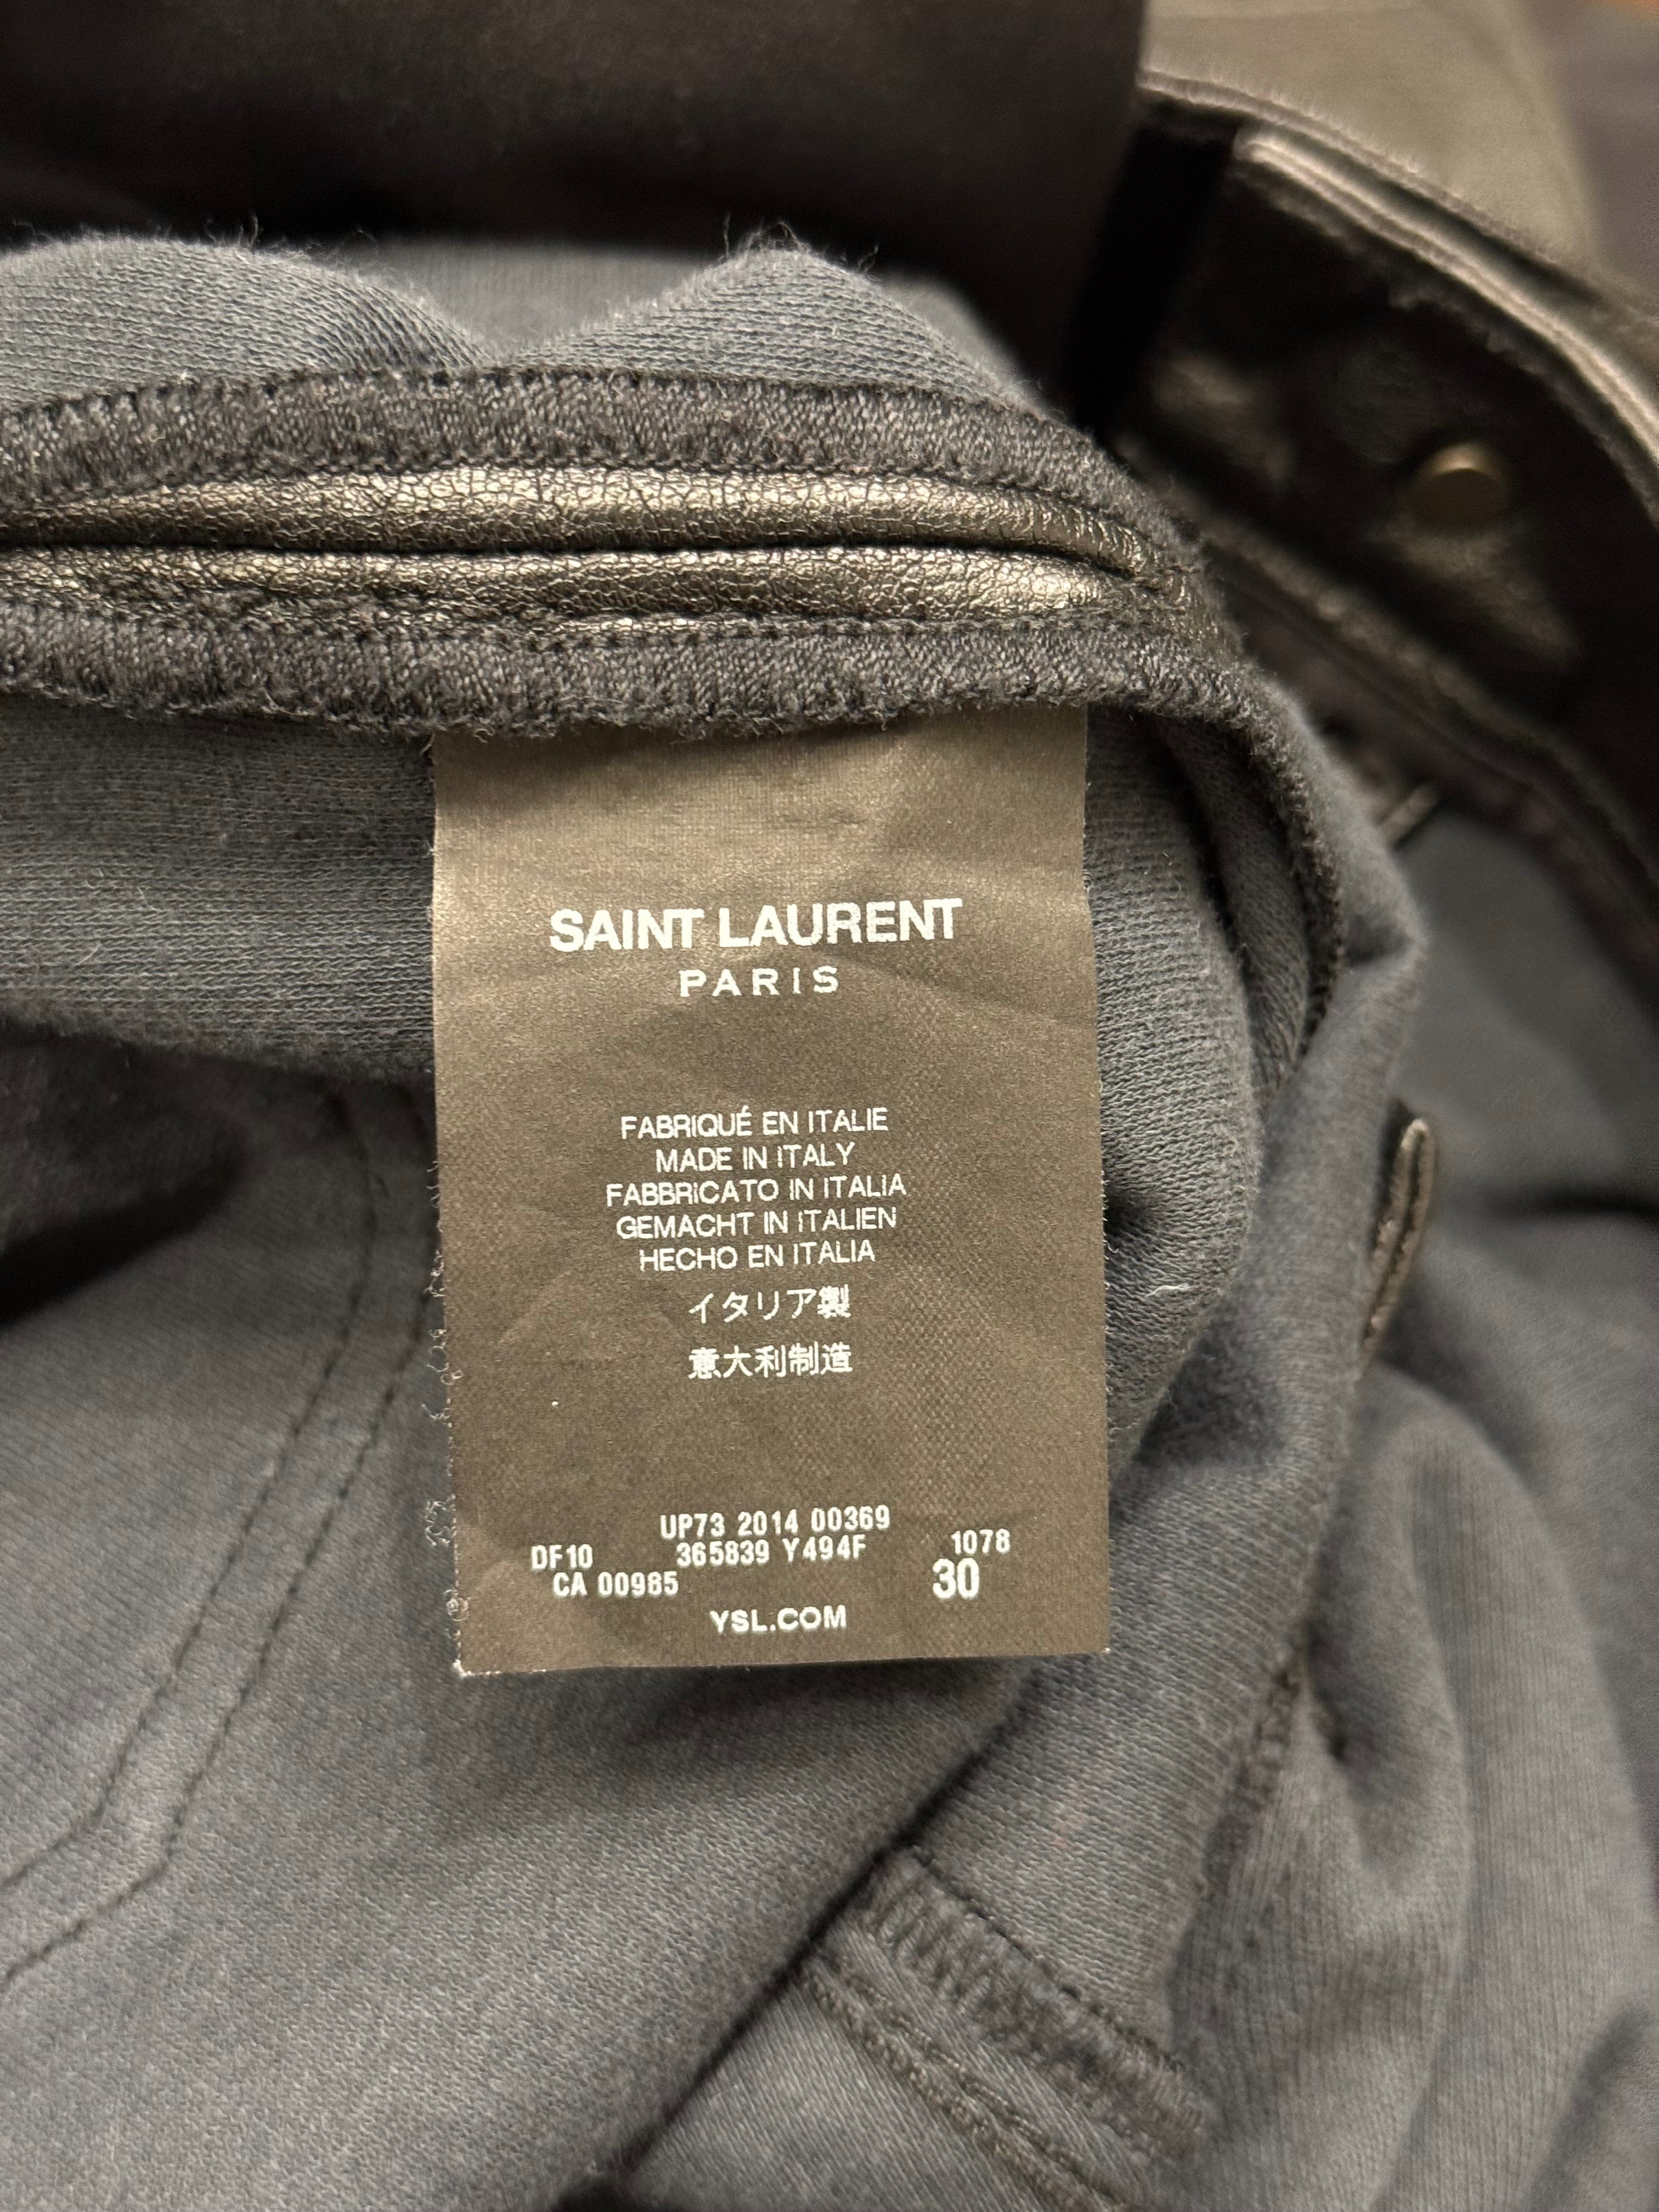 SAINT LAURENT
PARIS
FABRIQUÉ EN ITALIE
MADE IN ITALY
FABBRICATO IN ITALIA
GEMACHT IN ITALIEN
HECHO EN ITALIA
イタリア製
意大利制造
UP73 2014 00369
DF10 365839 Y494F 1078
CA 00985 30
YSL.COM